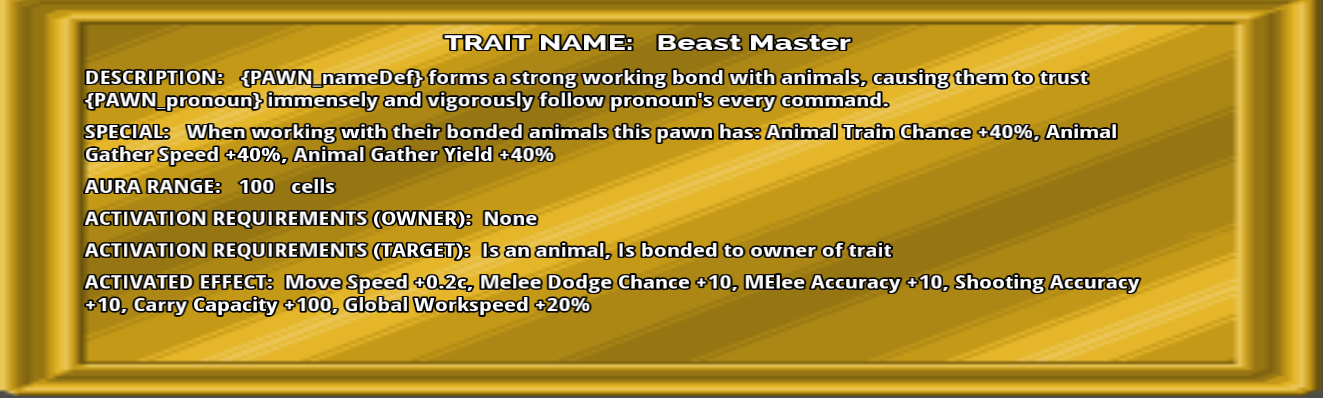 TRAIT NAME: Beast Master
DESCRIPTION: {PAWN_nameDef} forms a strong working bond with animals, causing them to trust
{PAWN_pronoun} immensely and vigorously follow pronoun's every command.
SPECIAL: When working with their bonded animals this pawn has: Animal Train Chance +40%, Animal
Gather Speed +40%, Animal Gather Yield +40%
AURA RANGE: 100 cells
ACTIVATION REQUIREMENTS (OWNER): None
ACTIVATION REQUIREMENTS (TARGET): Is an animal, Is bonded to owner of trait
ACTIVATED EFFECT: Move Speed +0.2c, Melee Dodge Chance +10, MElee Accuracy +10, Shooting Accuracy
+10, Carry Capacity +100, Global Workspeed +20%